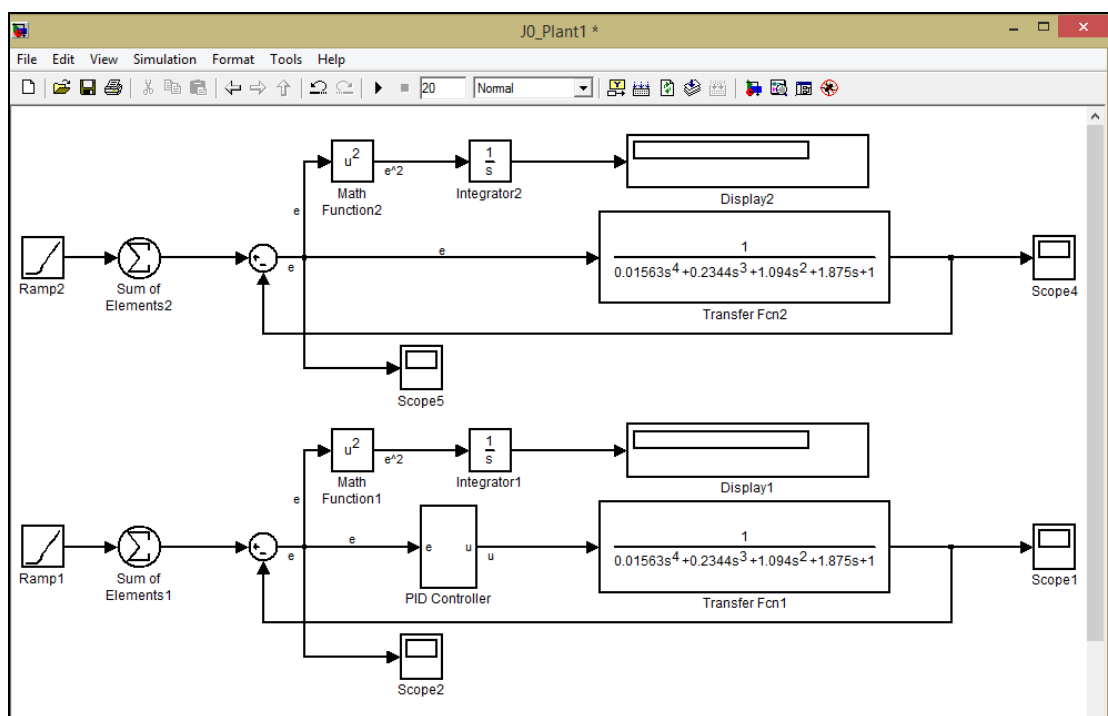 J0_Plant1 *
File Edit View Simulation Format Tools Help
20 Normal
u²
e^2
1
s
Math
Function2
Integrator2
Display2
e
Ramp2
Sum of
Elements2
e
e
1
0.01563s⁴+0.2344s³+1.094s²+1.875s+1
Transfer Fcn2
Scope4
Scope5
u²
e^2
1
s
Math
Function1
Integrator1
Display1
e
Ramp1
Sum of
Elements1
e
e
e u
u
PID Controller
1
0.01563s⁴+0.2344s³+1.094s²+1.875s+1
Transfer Fcn1
Scope1
Scope2